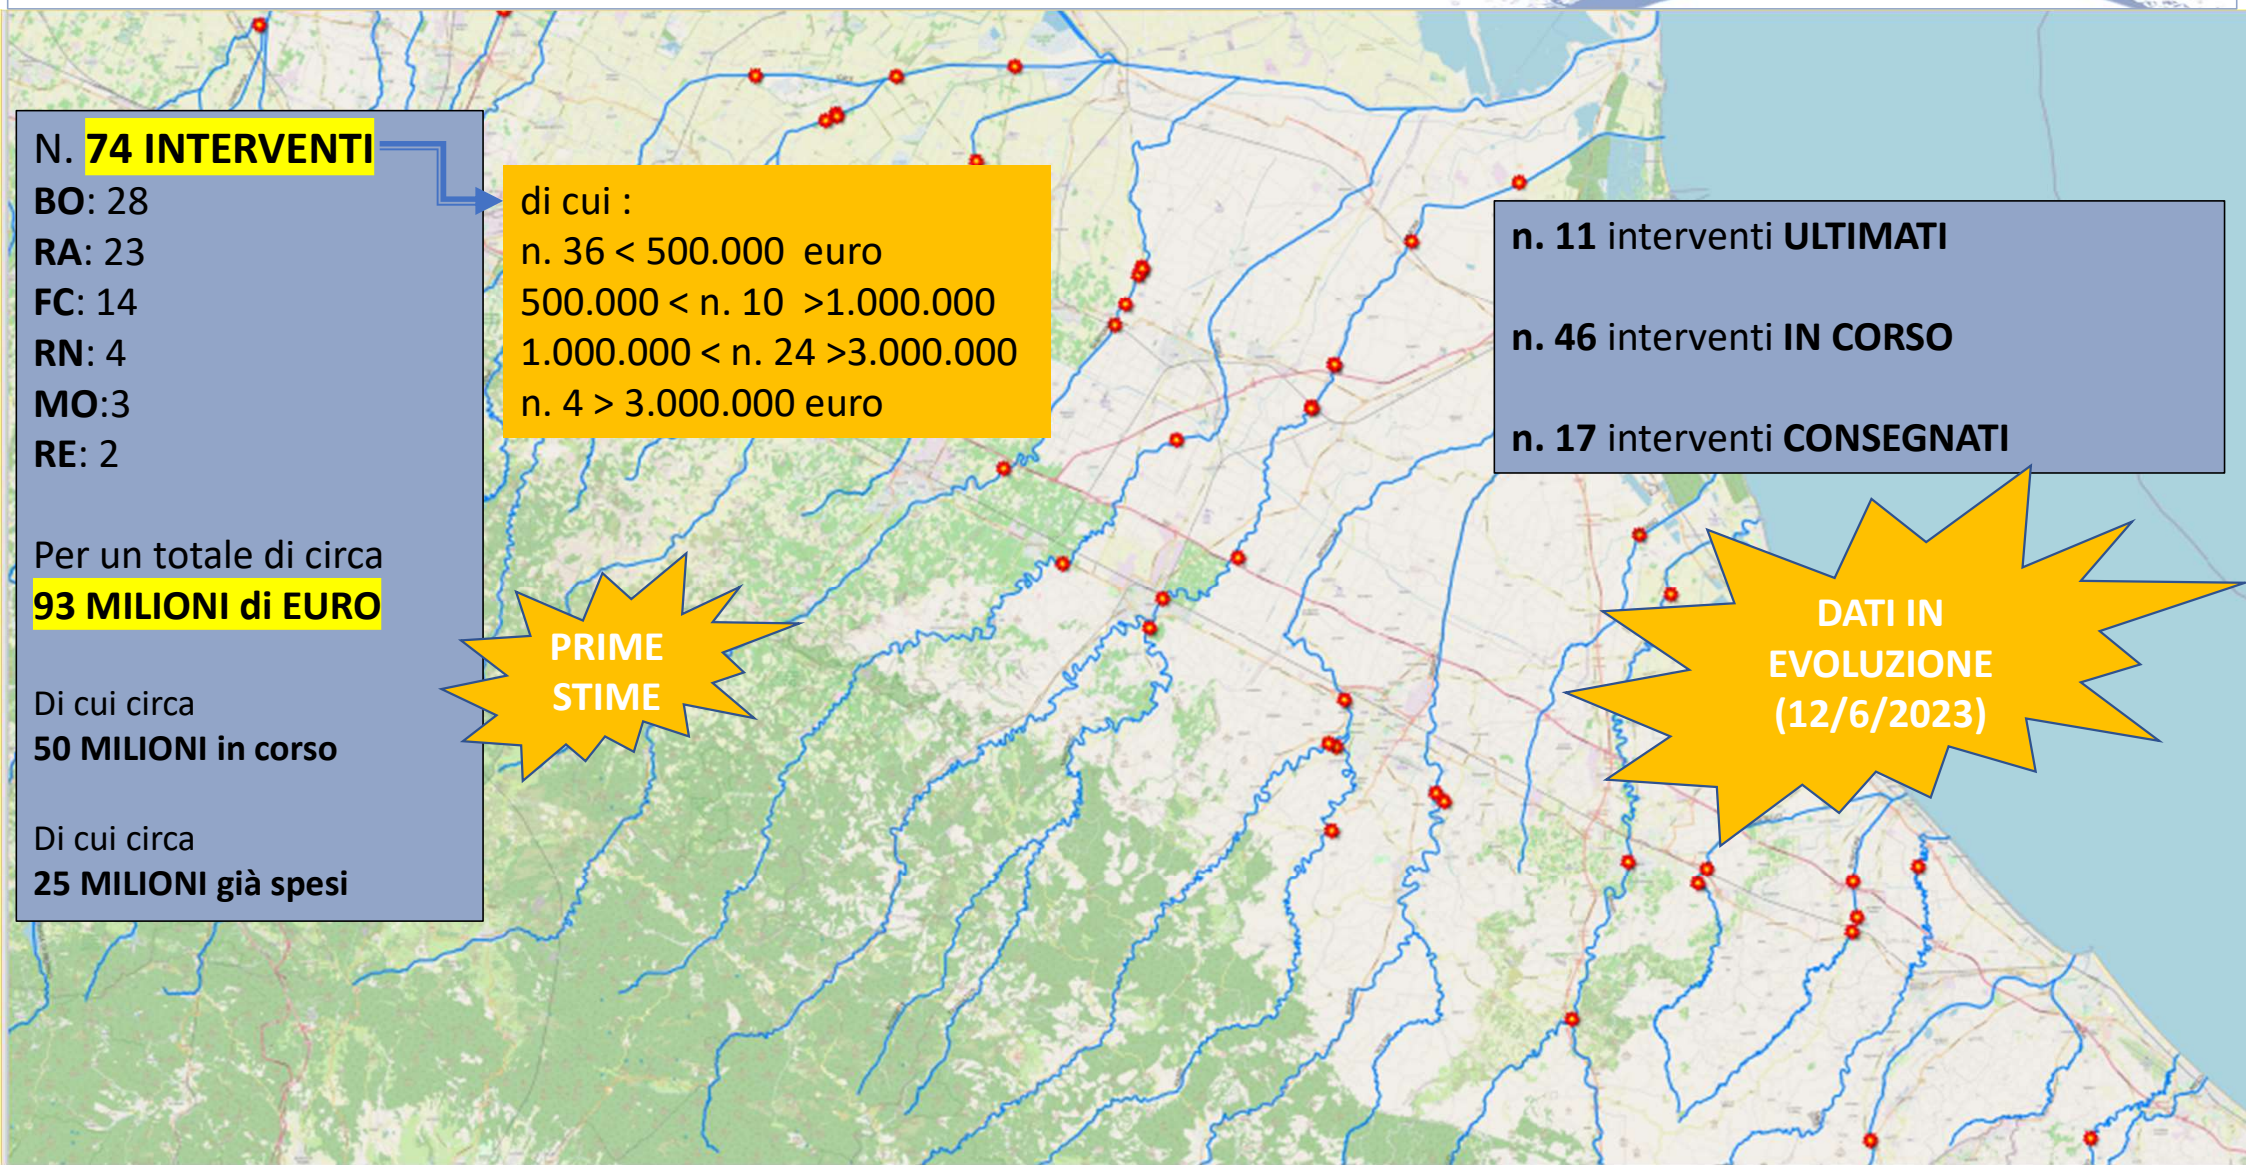 N. 74 INTERVENTI
BO: 28
RA: 23
FC: 14
RN: 4
MO:3
RE: 2
Per un totale di circa
93 MILIONI di EURO
Di cui circa
50 MILIONI in corso
Di cui circa
25 MILIONI già spesi
di cui :
n. 36 < 500.000 euro
500.000 < n. 10 >1.000.000
1.000.000 < n. 24 >3.000.000
n. 4 > 3.000.000 euro
PRIME
STIME
n. 11 interventi ULTIMATI
n. 46 interventi IN CORSO
n. 17 interventi CONSEGNATI
DATI IN
EVOLUZIONE
(12/6/2023)